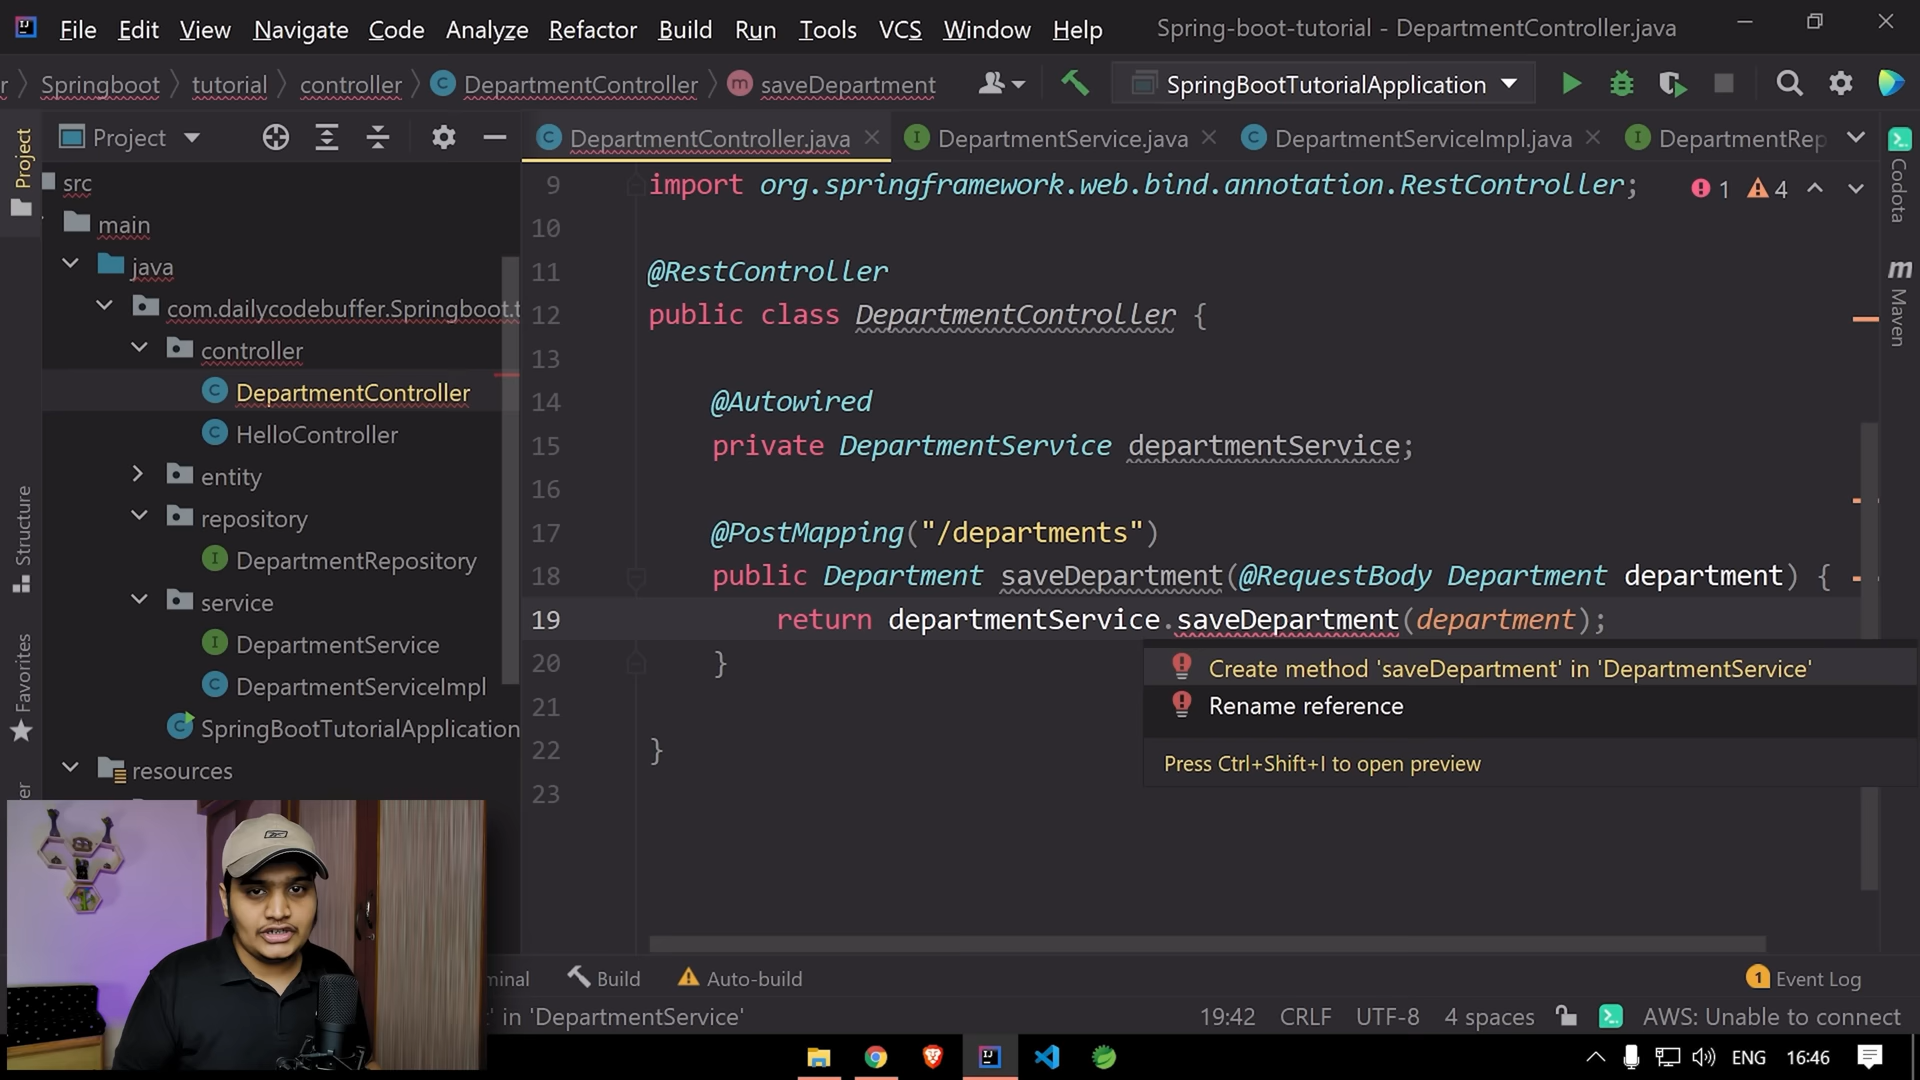 File Edit View Navigate Code Analyze Refactor Build Run Tools VCS Window Help Spring-boot-tutorial - DepartmentController.java
Springboot tutorial controller DepartmentController m saveDepartment SpringBootTutorialApplication
Project
Project
DepartmentController.java DepartmentService.java DepartmentServiceImpl.java DepartmentRep
src
main
java
com.dailycodebuffer.Springboot.t
controller
DepartmentController
HelloController
entity
repository
DepartmentRepository
service
DepartmentService
DepartmentServiceImpl
SpringBootTutorialApplication
resources
Structure
Favorites
9 import org.springframework.web.bind.annotation.RestController; 1 4
10
11 @RestController
12 public class DepartmentController {
13
14 @Autowired
15 private DepartmentService departmentService;
16
17 @PostMapping("/departments")
18 public Department saveDepartment(@RequestBody Department department) {
19 return departmentService.saveDepartment(department);
20 }
21
22 }
23
Create method 'saveDepartment' in 'DepartmentService'
Rename reference
Press Ctrl+Shift+I to open preview
Codota
m Maven
minal Build Auto-build 1 Event Log
' in 'DepartmentService' 19:42 CRLF UTF-8 4 spaces AWS: Unable to connect
ENG 16:46